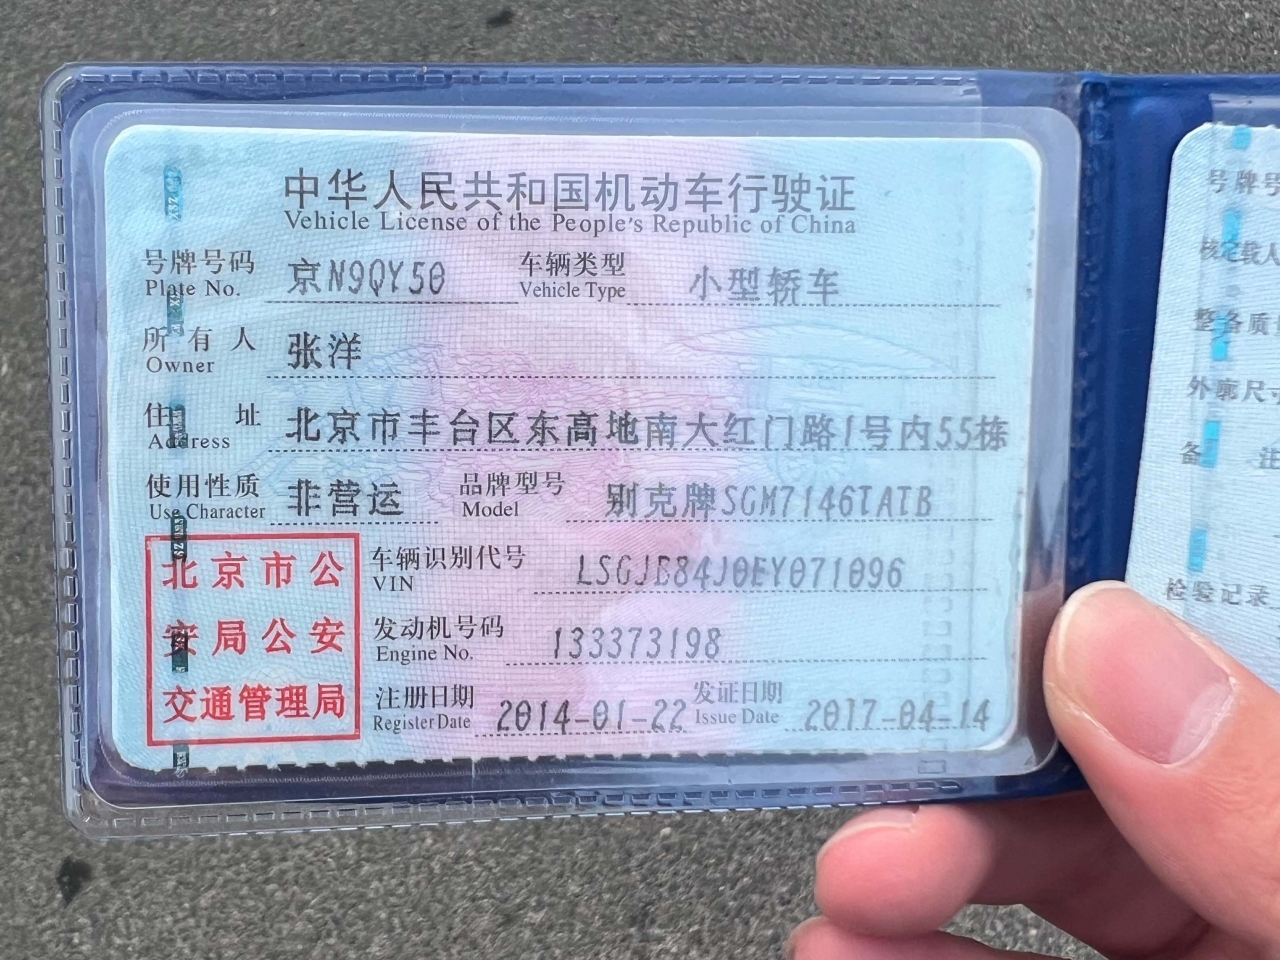 中华人民共和国机动车行驶证
Vehicle License of the People's Republic of China
号牌号码 京N9QY50 车辆类型 小型轿车
Plate No. Vehicle Type
所有人 张洋
Owner
住址 北京市丰台区东高地南大红门路1号内55栋
Address
使用性质 非营运 品牌型号 别克牌SGM7146IATB
Use Character Model
车辆识别代号 LSGJB84J0EY071096
VIN
发动机号码 133373198
Engine No.
注册日期 2014-01-22 发证日期 2017-04-14
Register Date Issue Date
北京市公
安局公安
交通管理局
号牌号
核定载人
整备质
外廓尺寸
备 注
检验记录